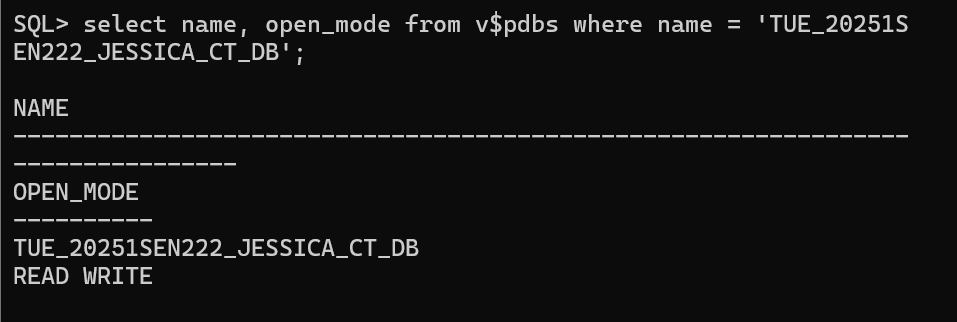 SQL> select name, open_mode from v$pdbs where name = 'TUE_20251S
EN222_JESSICA_CT_DB';
NAME
----------------------------------------------------------------
----------------
OPEN_MODE
----------
TUE_20251SEN222_JESSICA_CT_DB
READ WRITE